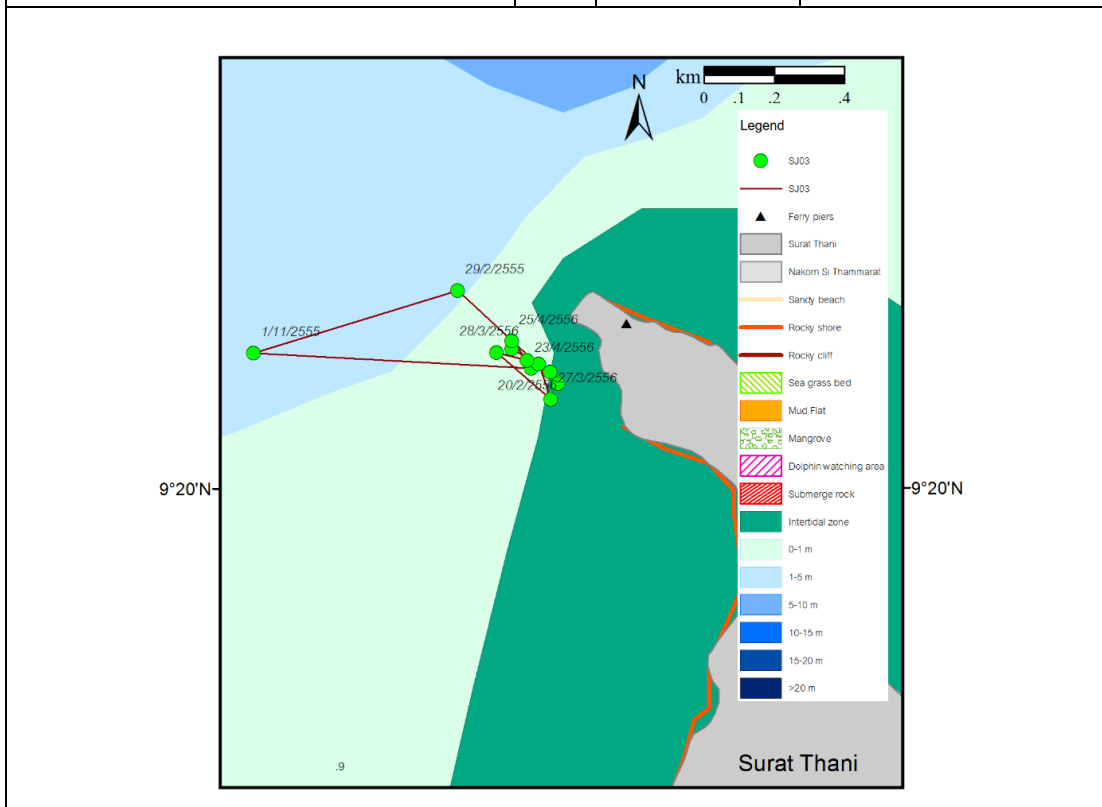 km
N
0 .1 .2 .4
Legend
SJ03
SJ03
Ferry piers
Surat Thani
Nakorn Si Thammarat
Sandy beach
Rocky shore
Rocky cliff
Sea grass bed
Mud Flat
Mangrove
Dolphin watching area
Submerge rock
Intertidal zone
0-1 m
1-5 m
5-10 m
10-15 m
15-20 m
>20 m
29/2/2555
1/11/2555
25/4/2556
28/3/2556
23/4/2556
27/3/2556
20/2/2556
9°20'N
9°20'N
.9
Surat Thani